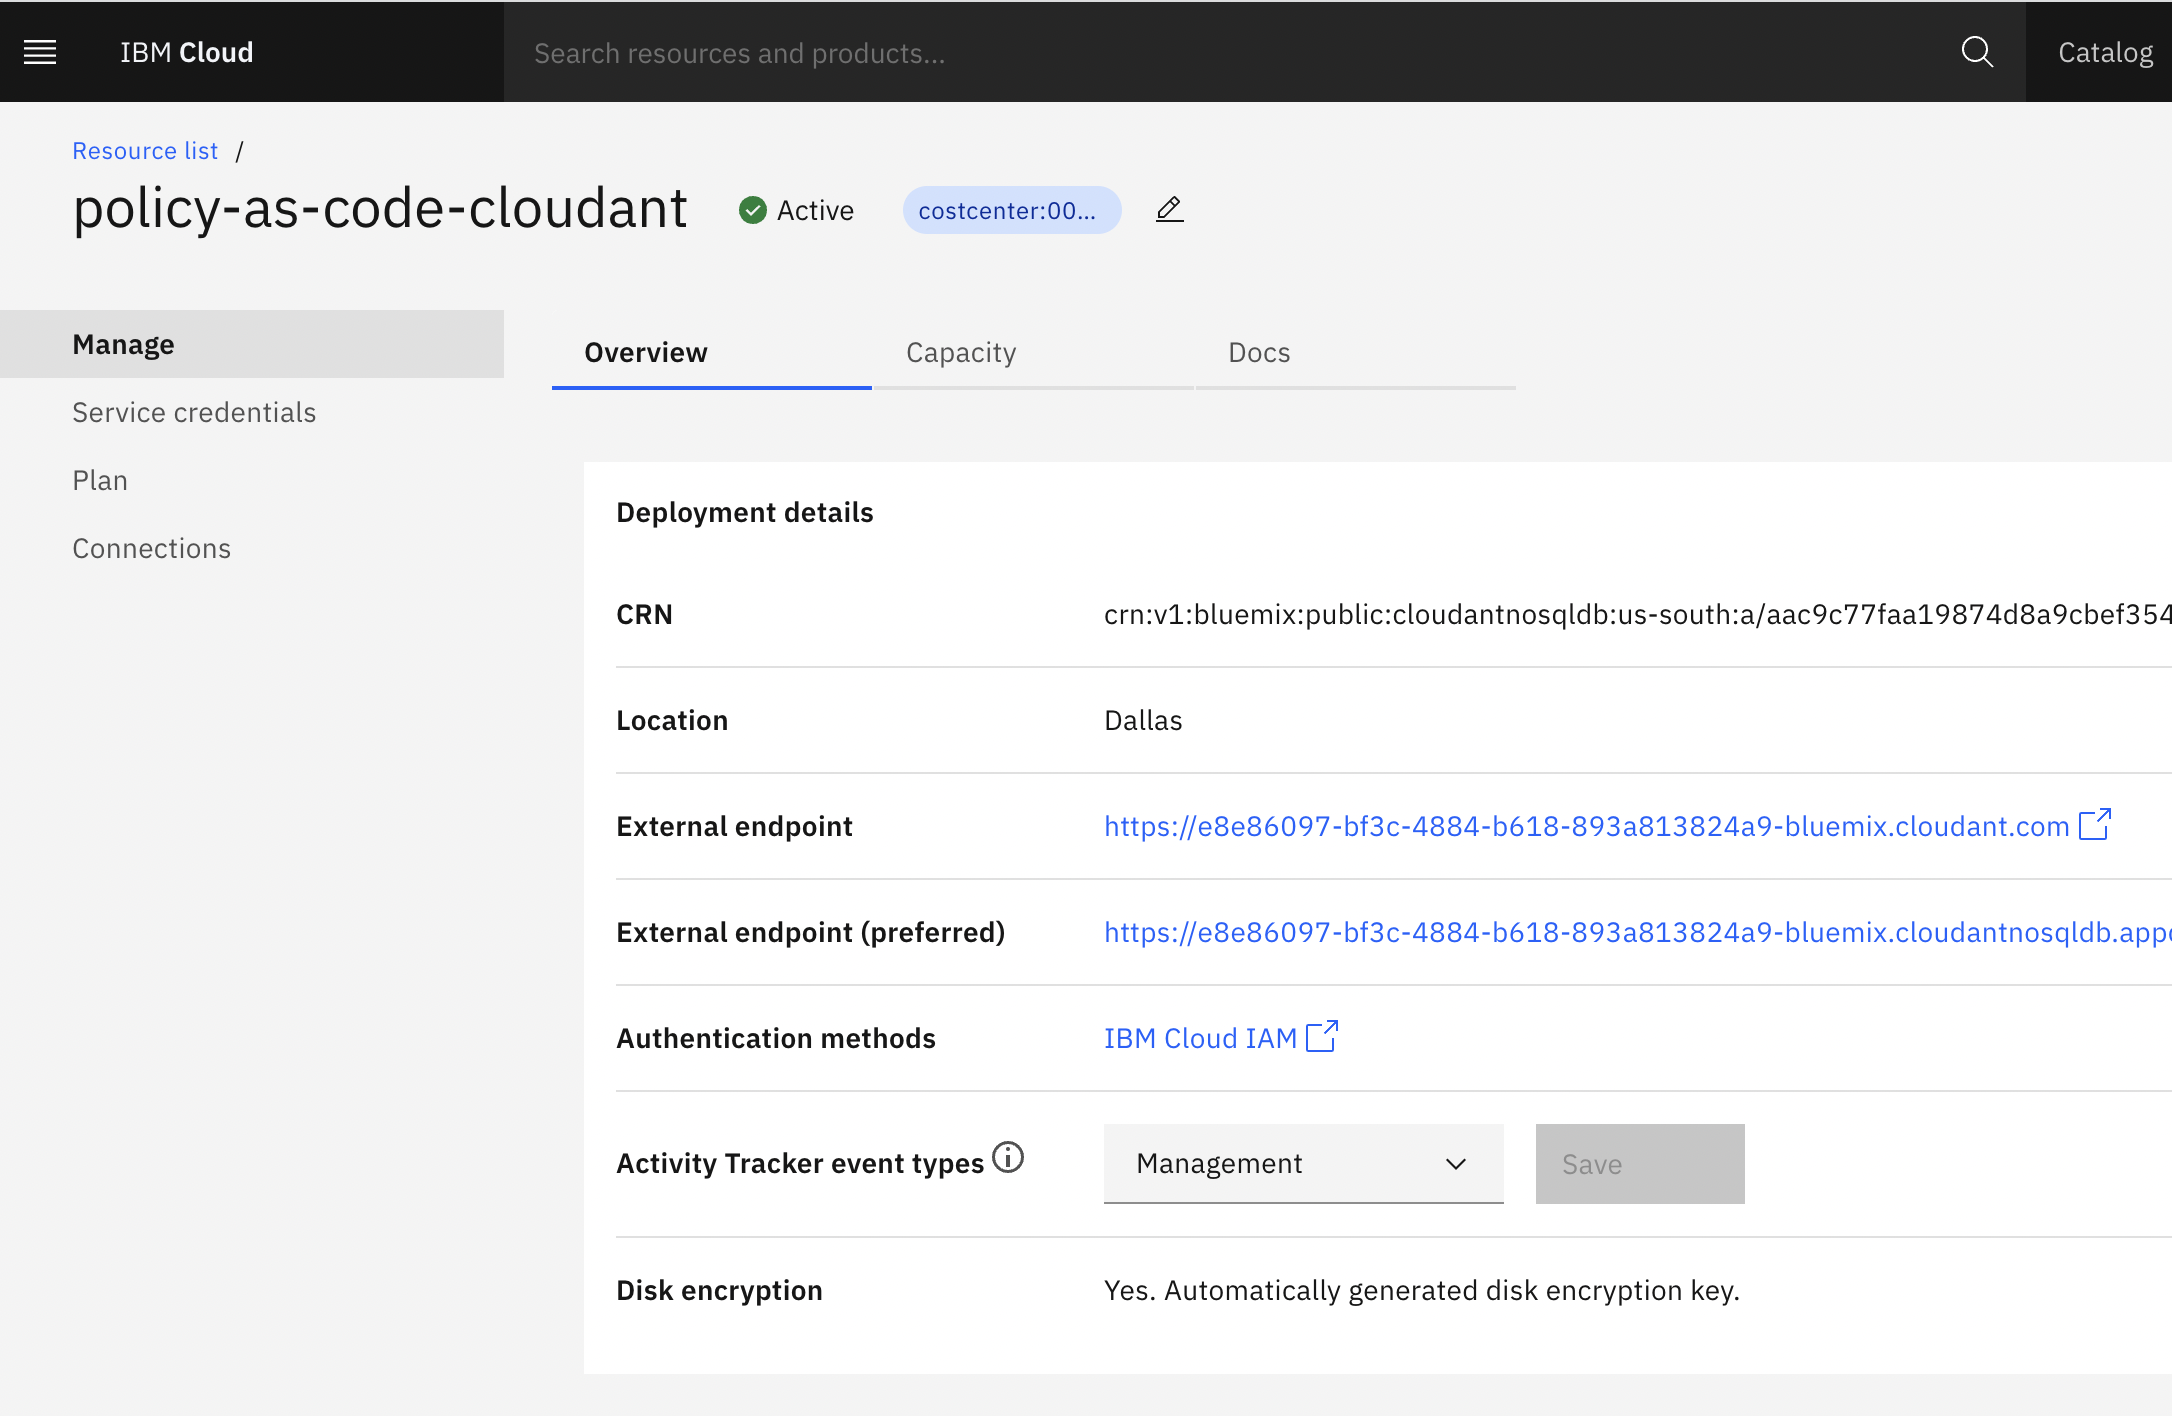 IBM Cloud
Search resources and products...
Catalog
Resource list /
policy-as-code-cloudant
Active
costcenter:00...
Manage
Service credentials
Plan
Connections
Overview
Capacity
Docs
Deployment details
CRN
crn:v1:bluemix:public:cloudantnosqldb:us-south:a/aac9c77faa19874d8a9cbef354
Location
Dallas
External endpoint
https://e8e86097-bf3c-4884-b618-893a813824a9-bluemix.cloudant.com
External endpoint (preferred)
https://e8e86097-bf3c-4884-b618-893a813824a9-bluemix.cloudantnosqldb.app
Authentication methods
IBM Cloud IAM
Activity Tracker event types
Management
Save
Disk encryption
Yes. Automatically generated disk encryption key.